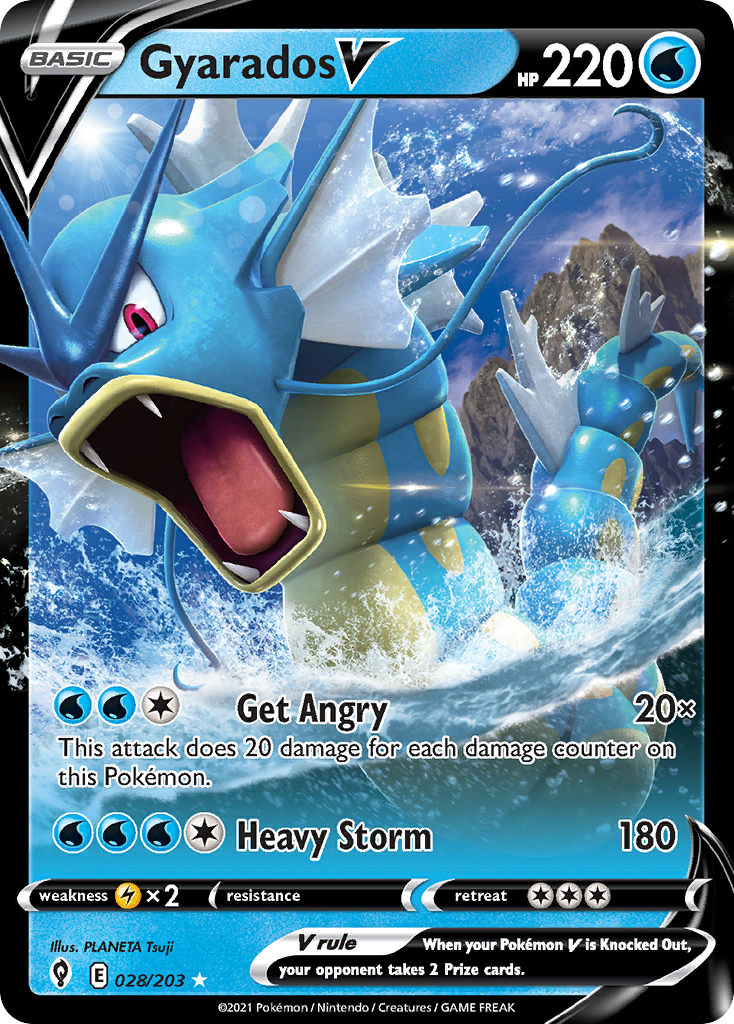 BASIC Gyarados V HP 220
Get Angry 20×
This attack does 20 damage for each damage counter on
this Pokémon.
Heavy Storm 180
weakness ×2 resistance retreat
Illus. PLANETA Tsuji
V rule When your Pokémon V is Knocked Out,
your opponent takes 2 Prize cards.
E 028/203 ★
©2021 Pokémon / Nintendo / Creatures / GAME FREAK